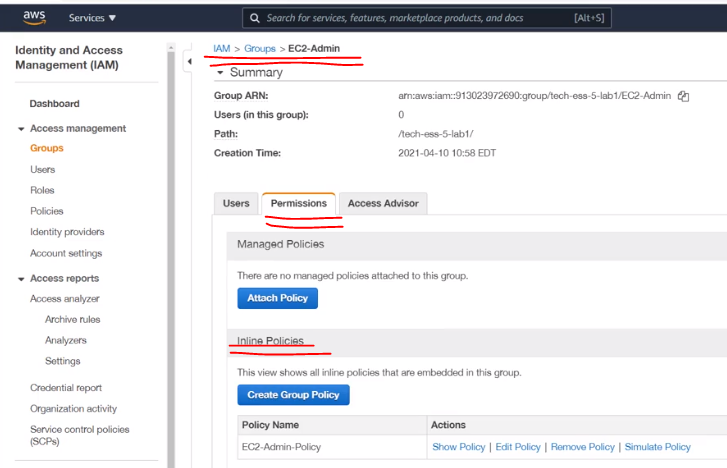 aws Services ▼ Search for services, features, marketplace products, and docs [Alt+S]
Identity and Access
Management (IAM)
Dashboard
Access management
Groups
Users
Roles
Policies
Identity providers
Account settings
Access reports
Access analyzer
Archive rules
Analyzers
Settings
Credential report
Organization activity
Service control policies
(SCPs)
IAM > Groups > EC2-Admin
Summary
Group ARN: arn:aws:iam::913023972690:group/tech-ess-5-lab1/EC2-Admin
Users (in this group): 0
Path: /tech-ess-5-lab1/
Creation Time: 2021-04-10 10:58 EDT
Users Permissions Access Advisor
Managed Policies
There are no managed policies attached to this group.
Attach Policy
Inline Policies
This view shows all inline policies that are embedded in this group.
Create Group Policy
Policy Name Actions
EC2-Admin-Policy Show Policy | Edit Policy | Remove Policy | Simulate Policy